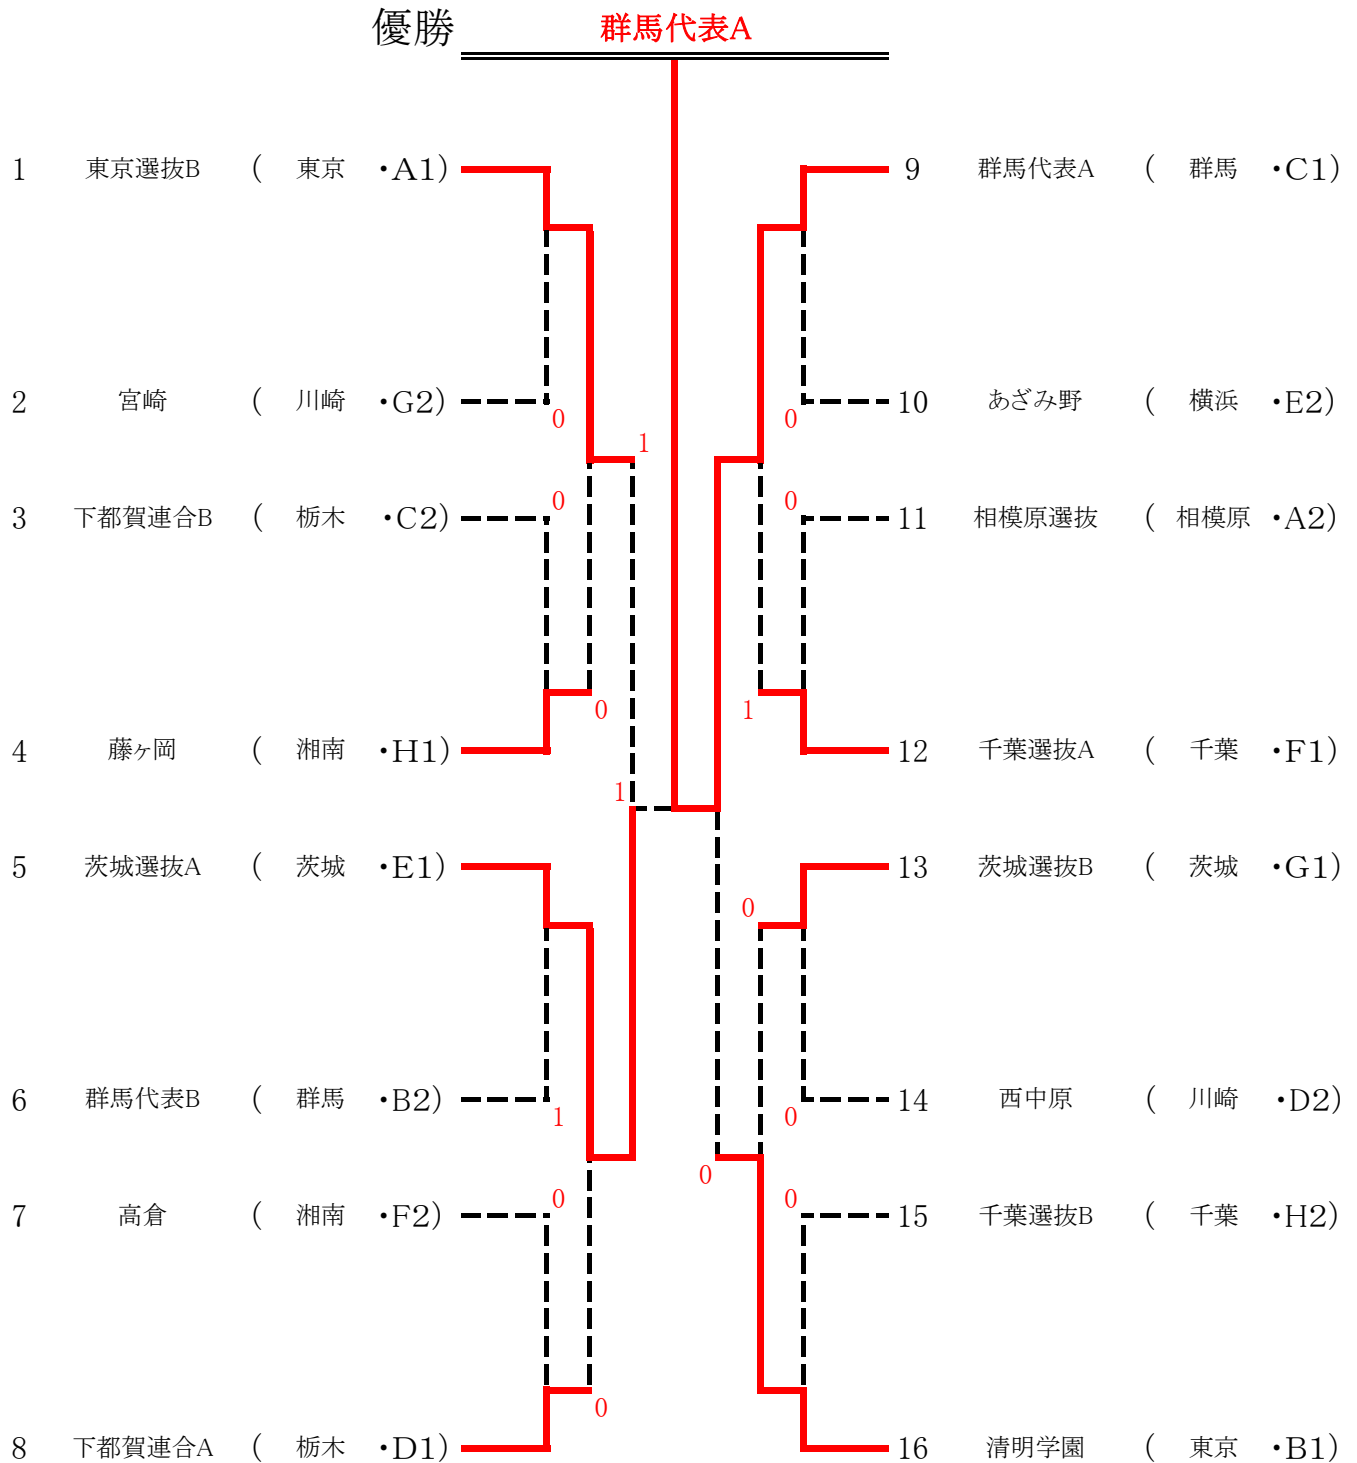 優勝 群馬代表A
1 東京選抜B ( 東京 ・A1) 9 群馬代表A ( 群馬 ・C1)
2 宮崎 ( 川崎 ・G2) 10 あざみ野 ( 横浜 ・E2)
0 0
1
3 下都賀連合B ( 栃木 ・C2) 0 0 11 相模原選抜 ( 相模原 ・A2)
0 1
4 藤ヶ岡 ( 湘南 ・H1) 12 千葉選抜A ( 千葉 ・F1)
1
5 茨城選抜A ( 茨城 ・E1) 13 茨城選抜B ( 茨城 ・G1)
0
6 群馬代表B ( 群馬 ・B2) 14 西中原 ( 川崎 ・D2)
1 0
0
7 高倉 ( 湘南 ・F2) 0 0 15 千葉選抜B ( 千葉 ・H2)
0
8 下都賀連合A ( 栃木 ・D1) 16 清明学園 ( 東京 ・B1)